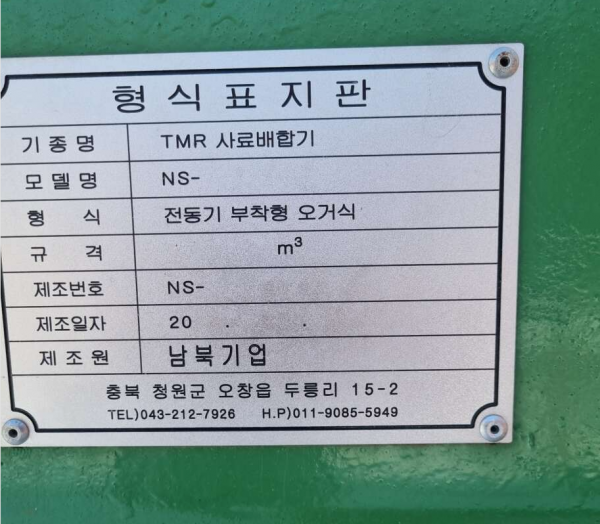 형식표지판
기종명 TMR 사료배합기
모델명 NS-
형 식 전동기 부착형 오거식
규 격 m³
제조번호 NS-
제조일자 20 . .
제조원 남북기업
충북 청원군 오창읍 두릉리 15-2
TEL)043-212-7926 H.P)011-9085-5949